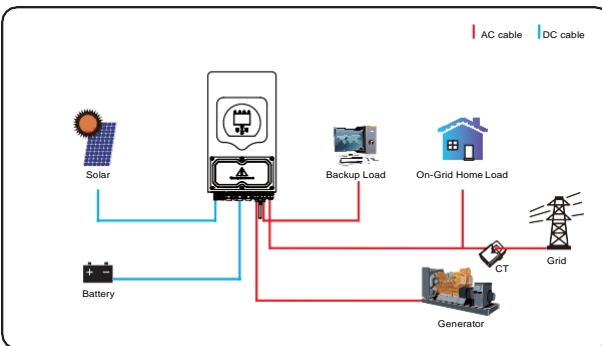 AC cable
DC cable
Solar
Backup Load
On-Grid Home Load
CT
Grid
Battery
Generator